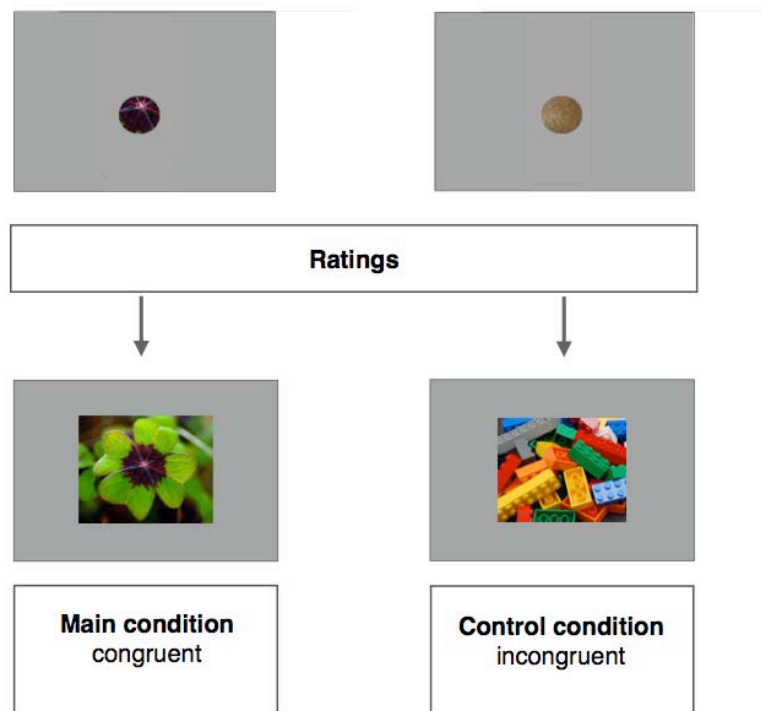 Ratings
Main condition
congruent
Control condition
incongruent